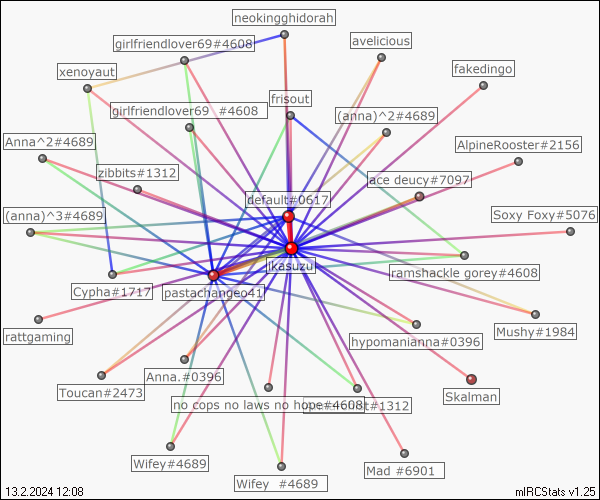 neokingghidorah
girlfriendlover69#4608
avelicious
xenoyaut
fakedingo
frisout
girlfriendlover69 #4608
(anna)^2#4689
Anna^2#4689
AlpineRooster#2156
zibbits#1312
ace deucy#7097
default#0617
(anna)^3#4689
Soxy Foxy#5076
jkasuzu
ramshackle gorey#4608
Cypha#1717
pastachangeo41
rattgaming
Mushy#1984
hypomanianna#0396
Anna.#0396
Toucan#2473
Skalman
no cops no laws no hope#4608
#1312
Wifey#4689
Mad #6901
Wifey #4689
13.2.2024 12:08
mIRCStats v1.25